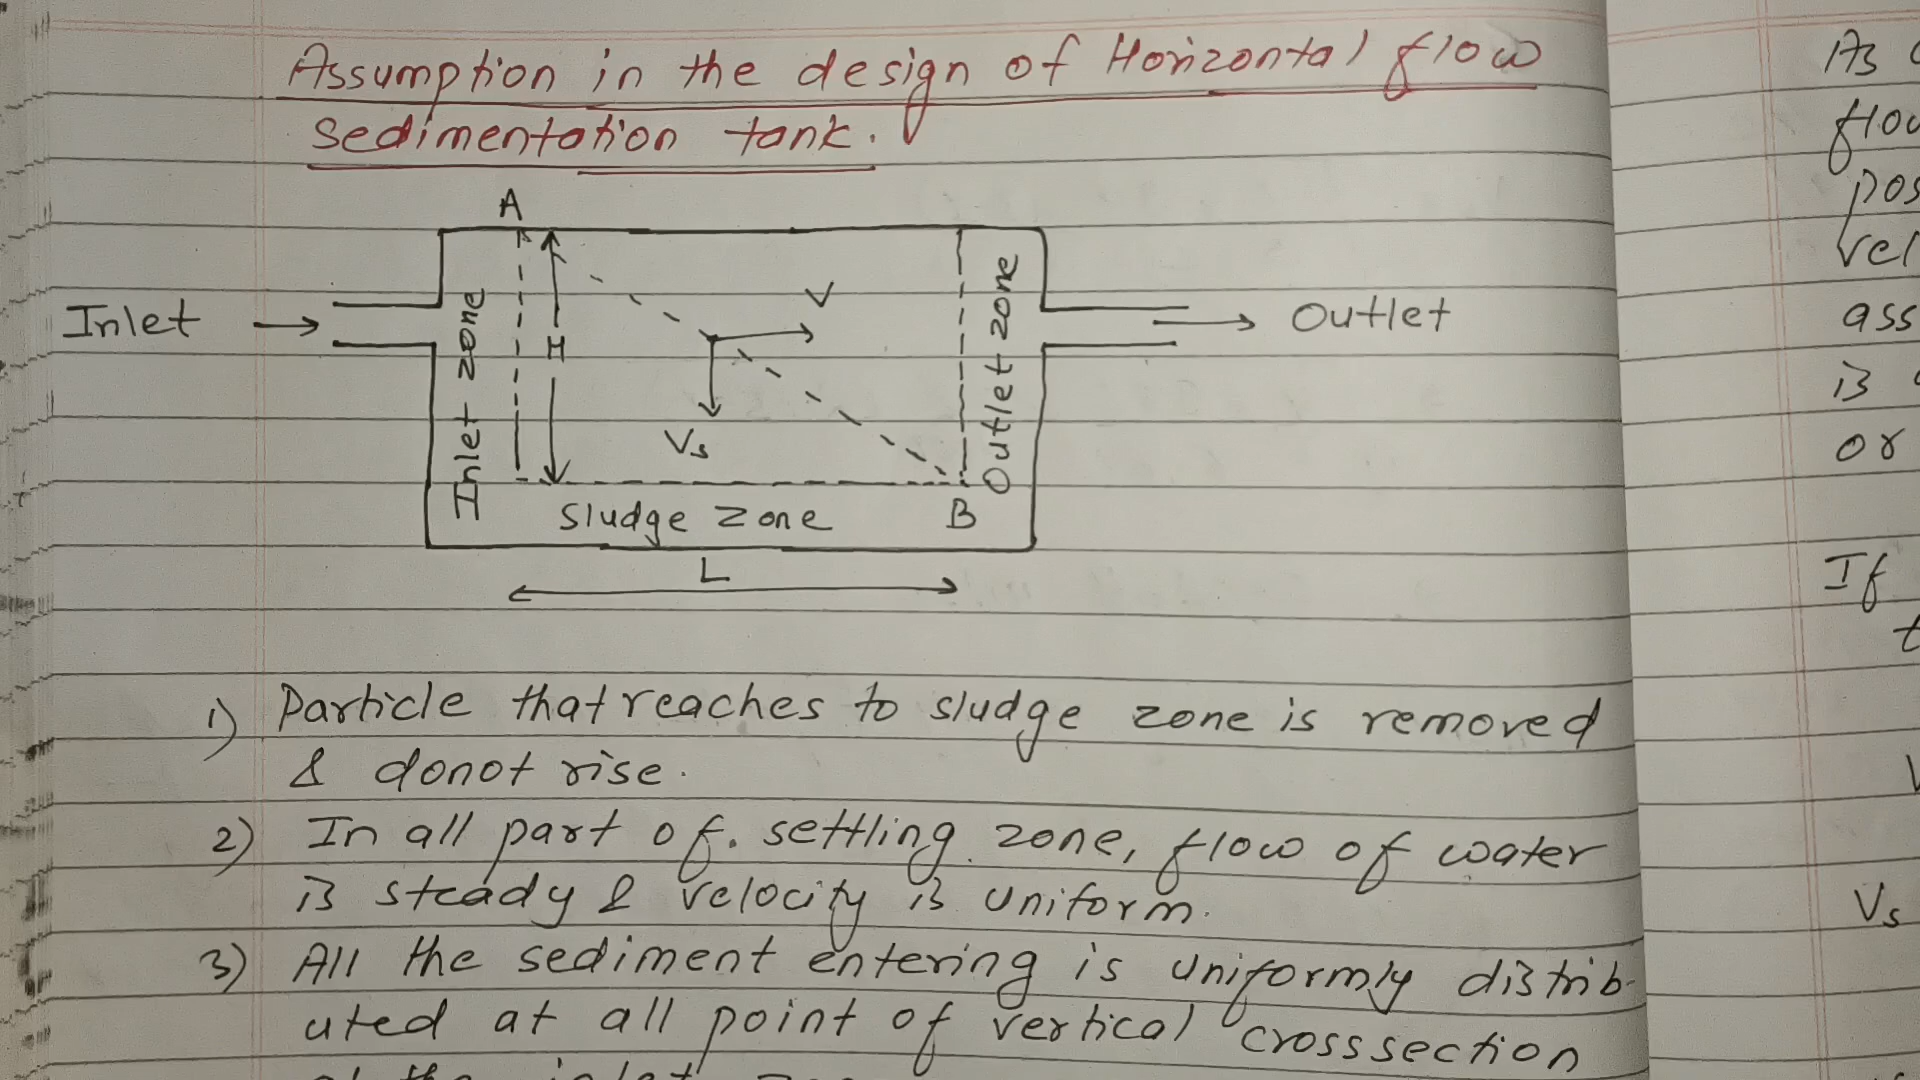 Assumption in the design of Horizontal flow
sedimentation tank.
A
Inlet
Inlet zone
H
V
Vs
Outlet zone
Outlet
Sludge zone
B
L
1) Particle that reaches to sludge zone is removed
& donot rise.
2) In all part of. settling zone, flow of water
is steady & velocity is uniform.
3) All the sediment entering is uniformly distrib-
uted at all point of vertical crosssection
As
flow
pos
vel
ass
is
or
If
t
Vs